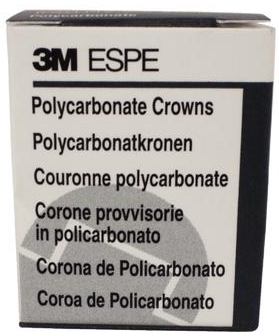 3M ESPE
Polycarbonate Crowns
Polycarbonatkronen
Couronne polycarbonate
Corone provvisorie
in policarbonato
Corona de Policarbonato
Coroa de Policarbonato